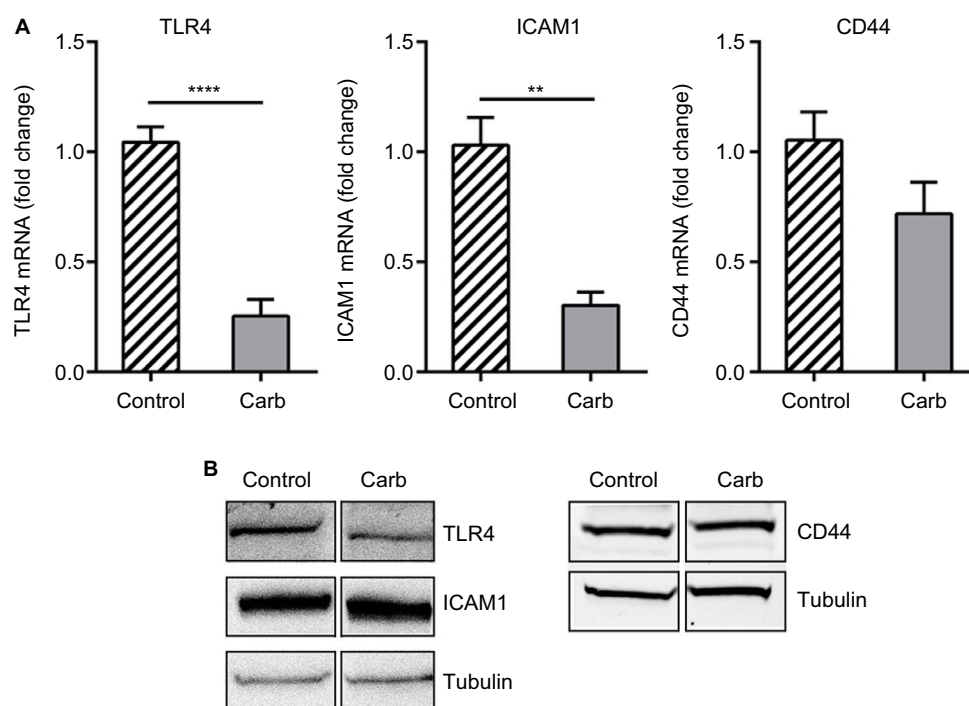 A
TLR4
ICAM1
CD44
TLR4 mRNA (fold change)
1.5
1.0
0.5
0.0
****
Control
Carb
ICAM1 mRNA (fold change)
1.5
1.0
0.5
0.0
**
Control
Carb
CD44 mRNA (fold change)
1.5
1.0
0.5
0.0
Control
Carb
B
Control
Carb
TLR4
ICAM1
Tubulin
Control
Carb
CD44
Tubulin